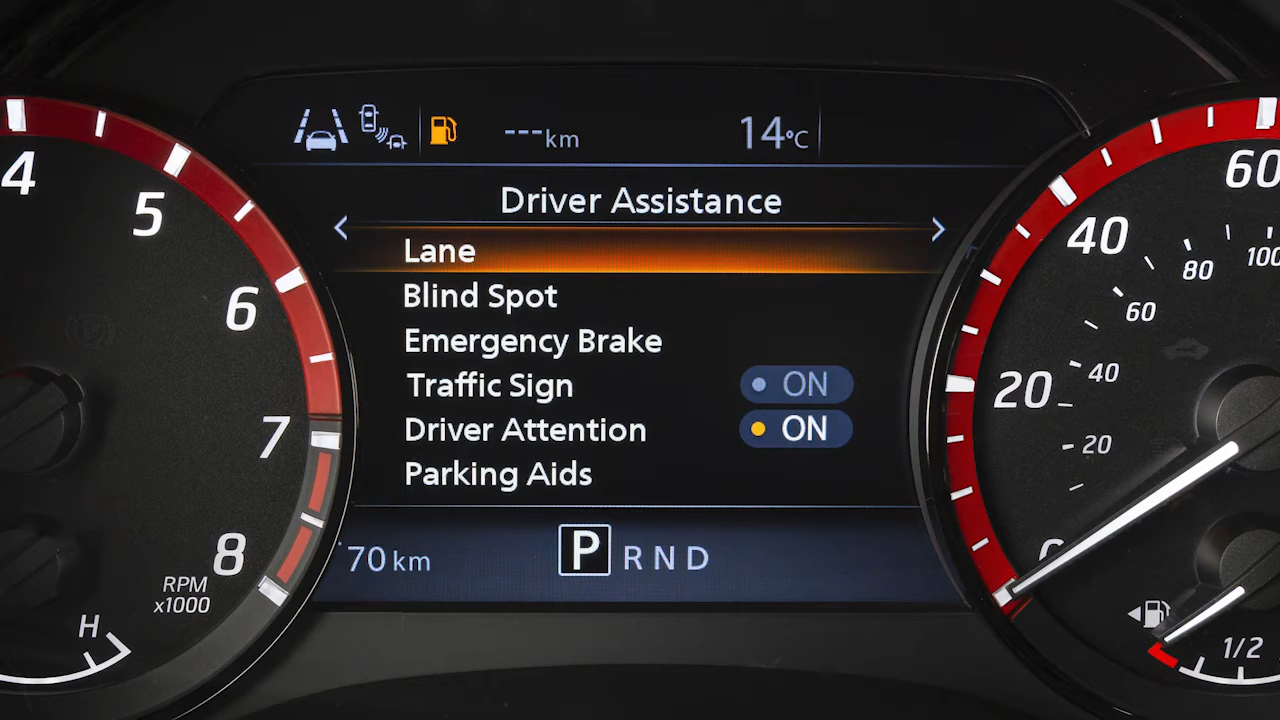 ---km
14°C
Driver Assistance
Lane
Blind Spot
Emergency Brake
Traffic Sign ON
Driver Attention ON
Parking Aids
70 km
P R N D
4
5
6
7
8
RPM
x1000
H
60
40
20
0
100
80
60
40
20
1/2